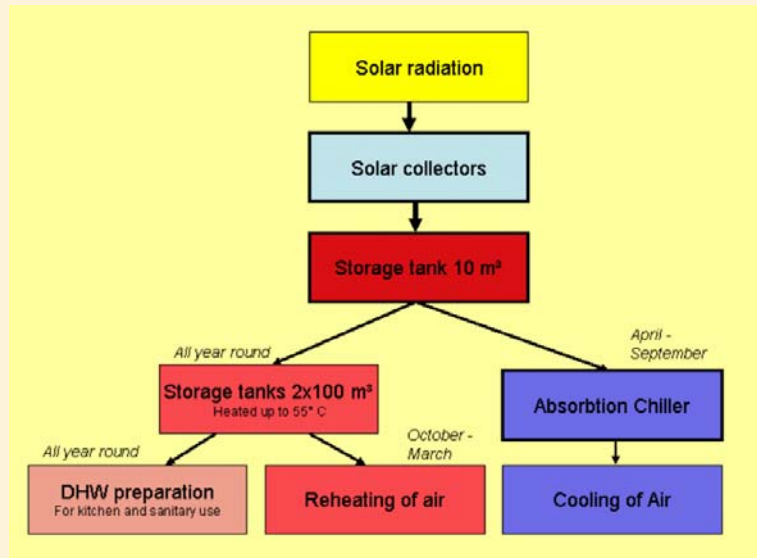 Solar radiation
Solar collectors
Storage tank 10 m³
All year round
April -
September
Storage tanks 2x100 m³
Heated up to 55° C
Absorbtion Chiller
All year round
October -
March
DHW preparation
For kitchen and sanitary use
Reheating of air
Cooling of Air